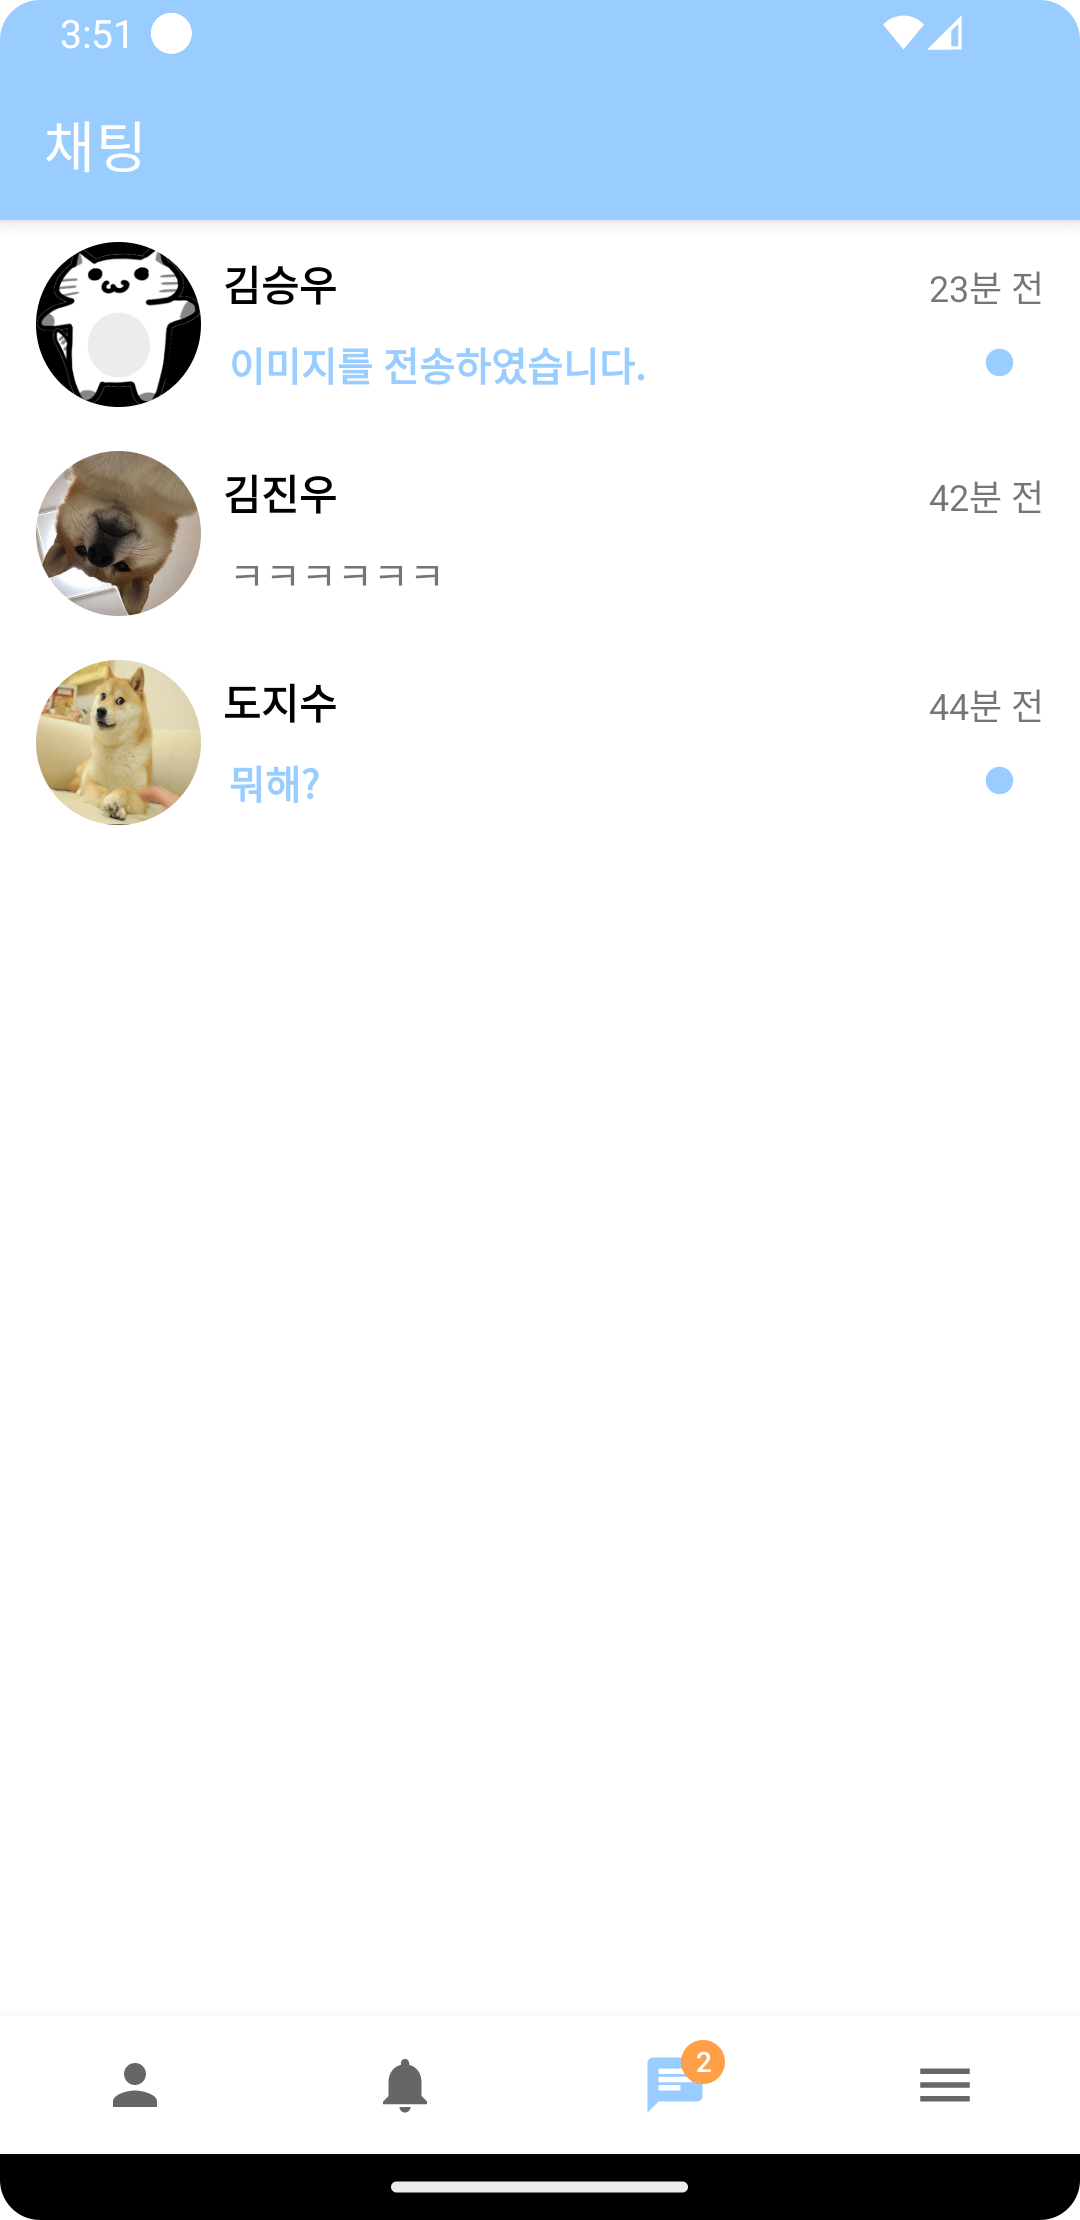 3:51
채팅
김승우
23분 전
이미지를 전송하였습니다.
김진우
42분 전
ㅋㅋㅋㅋㅋㅋ
도지수
44분 전
뭐해?
2